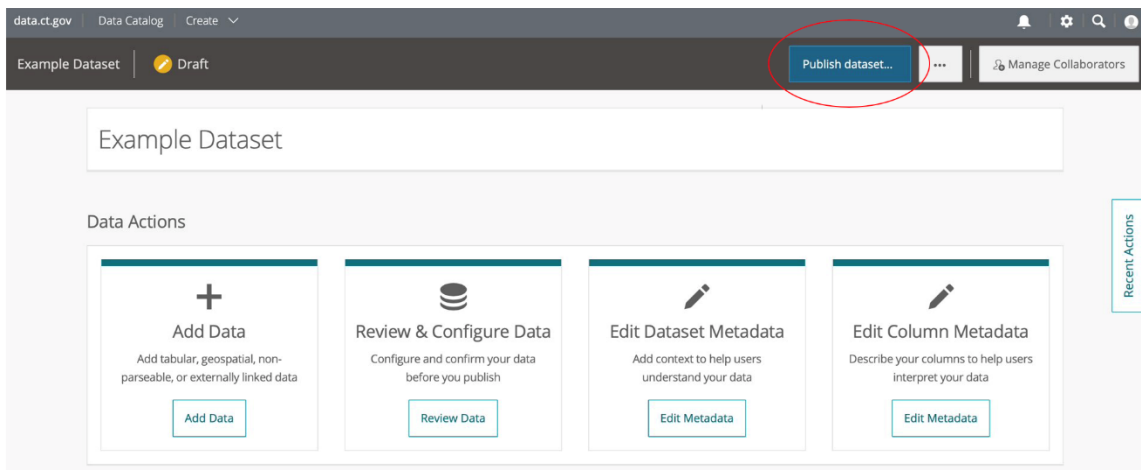 data.ct.gov Data Catalog Create
Example Dataset Draft Publish dataset... ... Manage Collaborators
Example Dataset
Data Actions
Recent Actions
Add Data
Add tabular, geospatial, non-
parseable, or externally linked data
Add Data
Review & Configure Data
Configure and confirm your data
before you publish
Review Data
Edit Dataset Metadata
Add context to help users
understand your data
Edit Metadata
Edit Column Metadata
Describe your columns to help users
interpret your data
Edit Metadata